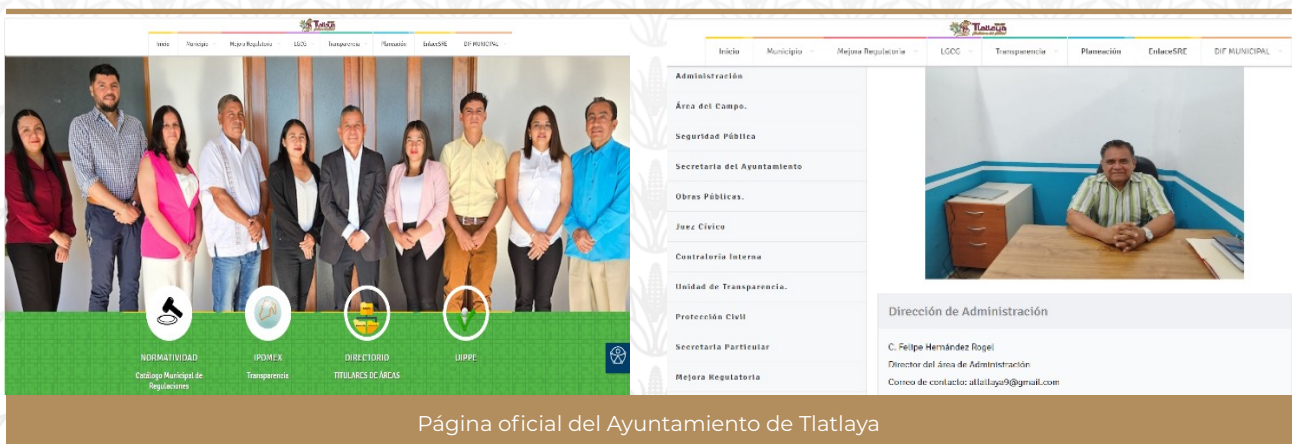 Tlatlaya
Inicio Municipio Mejora Regulatoria LGCG Transparencia Planeación EnlaceSRE DIF MUNICIPAL
NORMATIVIDAD
Catálogo Municipal de
Regulaciones
IPOMEX
Transparencia
DIRECTORIO
TITULARES DE ÁREAS
UIPPE
Tlatlaya
Inicio Municipio Mejora Regulatoria LGCG Transparencia Planeación EnlaceSRE DIF MUNICIPAL
Administración
Área del Campo.
Seguridad Pública
Secretaria del Ayuntamiento
Obras Públicas.
Juez Cívico
Contraloría Interna
Unidad de Transparencia.
Protección Civil
Secretaria Particular
Mejora Regulatoria
Dirección de Administración
C. Felipe Hernández Rogel
Director del área de Administración
Correo de contacto: atlatlaya9@gmail.com
Página oficial del Ayuntamiento de Tlatlaya